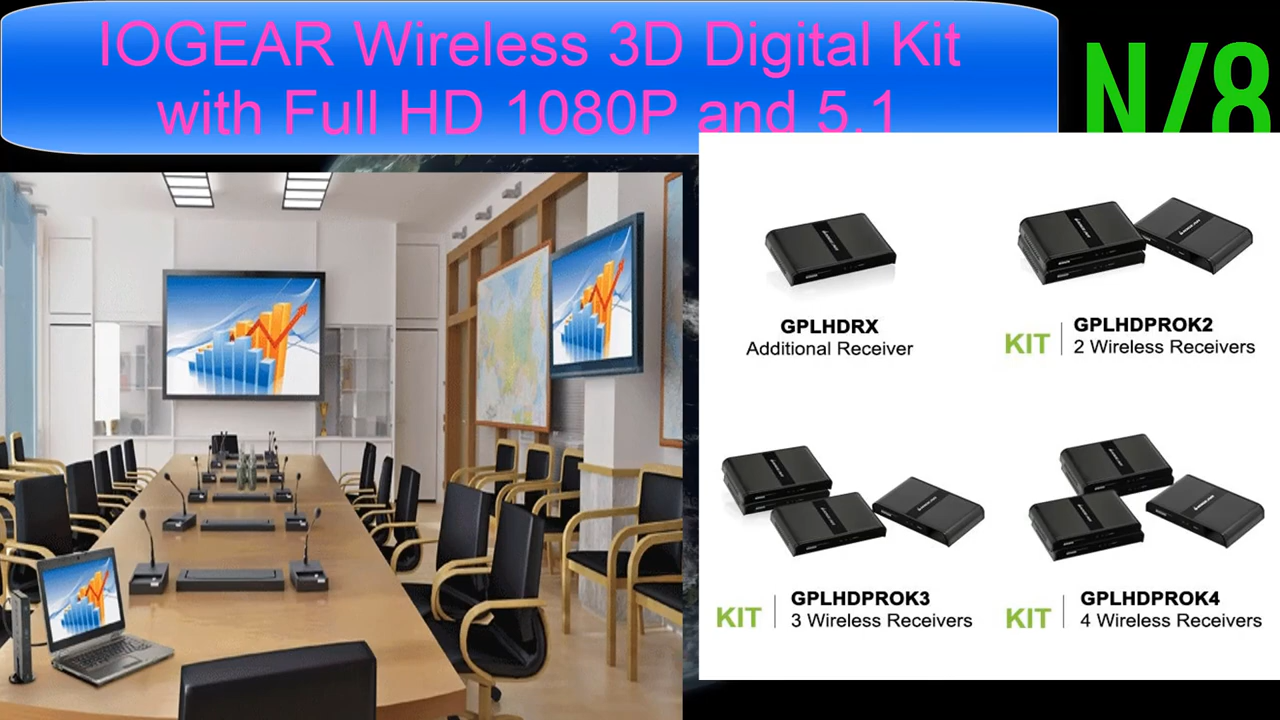 IOGEAR Wireless 3D Digital Kit
with Full HD 1080P and 5.1
N/8
GPLHDRX
Additional Receiver
KIT | GPLHDPROK2
2 Wireless Receivers
KIT | GPLHDPROK3
3 Wireless Receivers
KIT | GPLHDPROK4
4 Wireless Receivers